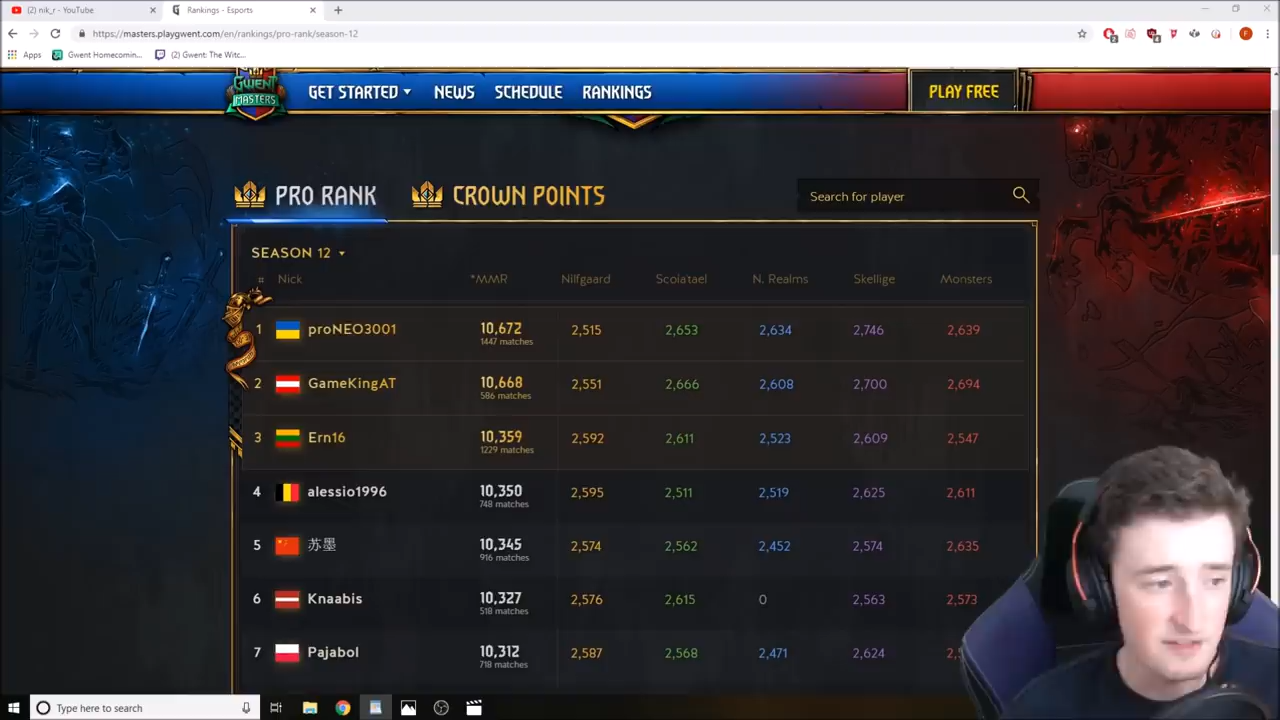 (2) nik_r - YouTube
Rankings - Esports
https://masters.playgwent.com/en/rankings/pro-rank/season-12
Apps
Gwent Homecomin...
(2) Gwent: The Witc...
GWENT MASTERS
GET STARTED
NEWS
SCHEDULE
RANKINGS
PLAY FREE
PRO RANK
CROWN POINTS
Search for player
SEASON 12
# Nick *MMR Nilfgaard Scoia'tael N. Realms Skellige Monsters
1 proNEO3001 10,672 2,515 2,653 2,634 2,746 2,639
1447 matches
2 GameKingAT 10,668 2,551 2,666 2,608 2,700 2,694
586 matches
3 Ern16 10,359 2,592 2,611 2,523 2,609 2,547
1229 matches
4 alessio1996 10,350 2,595 2,511 2,519 2,625 2,611
748 matches
5 苏墨 10,345 2,574 2,562 2,452 2,574 2,635
916 matches
6 Knaabis 10,327 2,576 2,615 0 2,563 2,573
518 matches
7 Pajabol 10,312 2,587 2,568 2,471 2,624
718 matches
Type here to search